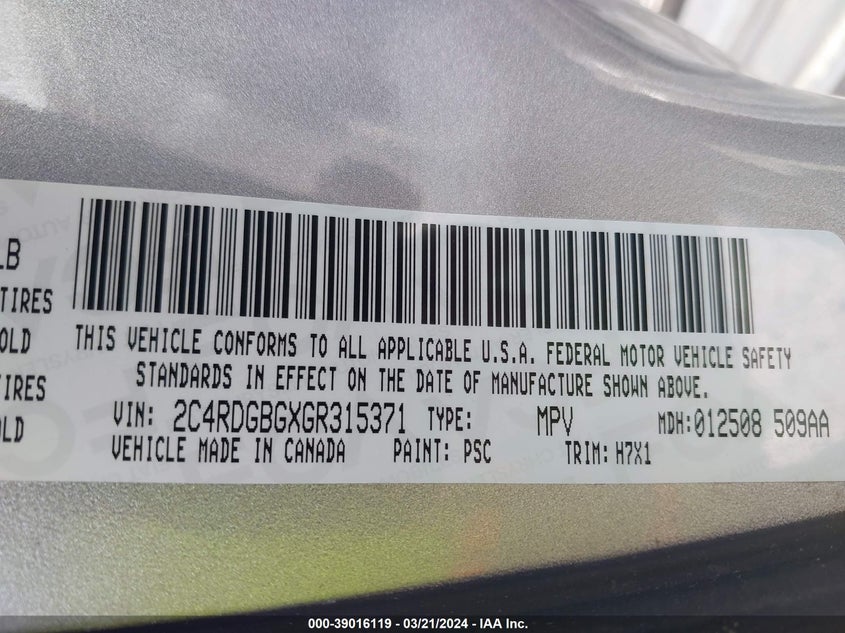 LB
TIRES
OLD
TIRES
OLD
THIS VEHICLE CONFORMS TO ALL APPLICABLE U.S.A. FEDERAL MOTOR VEHICLE SAFETY
STANDARDS IN EFFECT ON THE DATE OF MANUFACTURE SHOWN ABOVE.
VIN: 2C4RDGBGXGR315371 TYPE: MPV MDH:012508 509AA
VEHICLE MADE IN CANADA PAINT: PSC TRIM: H7X1
000-39016119 - 03/21/2024 - IAA Inc.